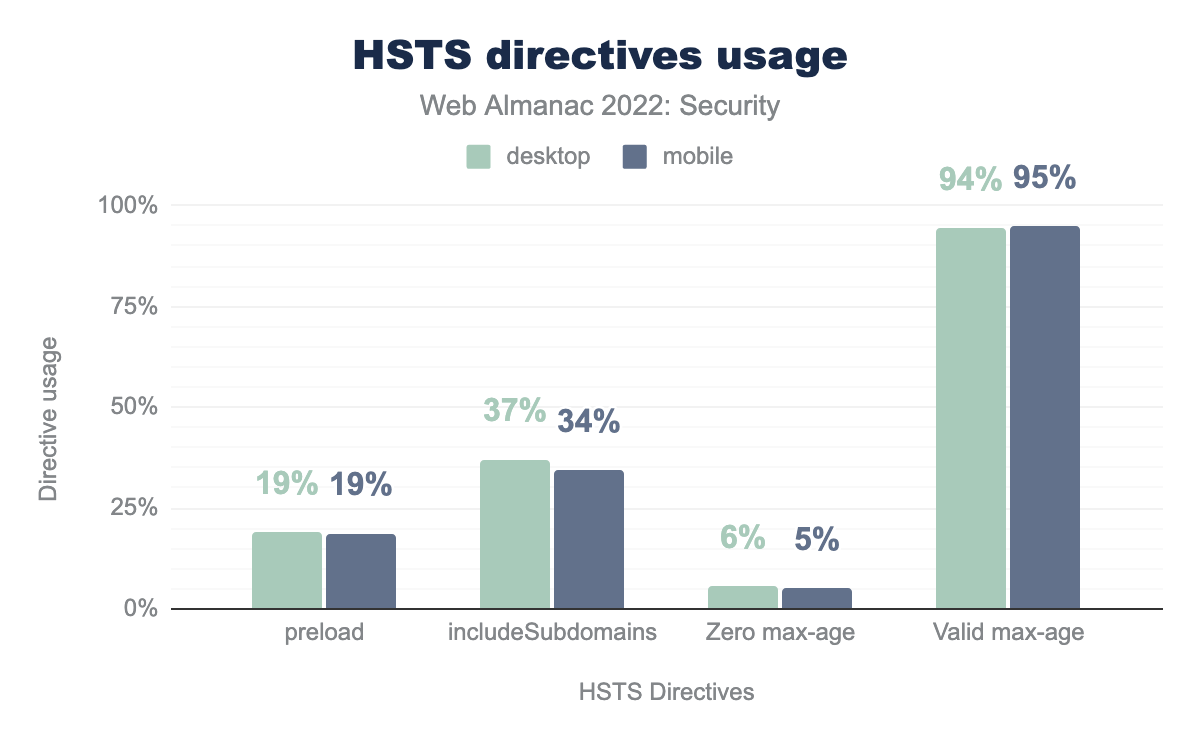 HSTS directives usage
Web Almanac 2022: Security
desktop mobile
94% 95%
100%
75%
50%
37% 34%
19% 19%
25%
6% 5%
0%
Directive usage
preload includeSubdomains Zero max-age Valid max-age
HSTS Directives